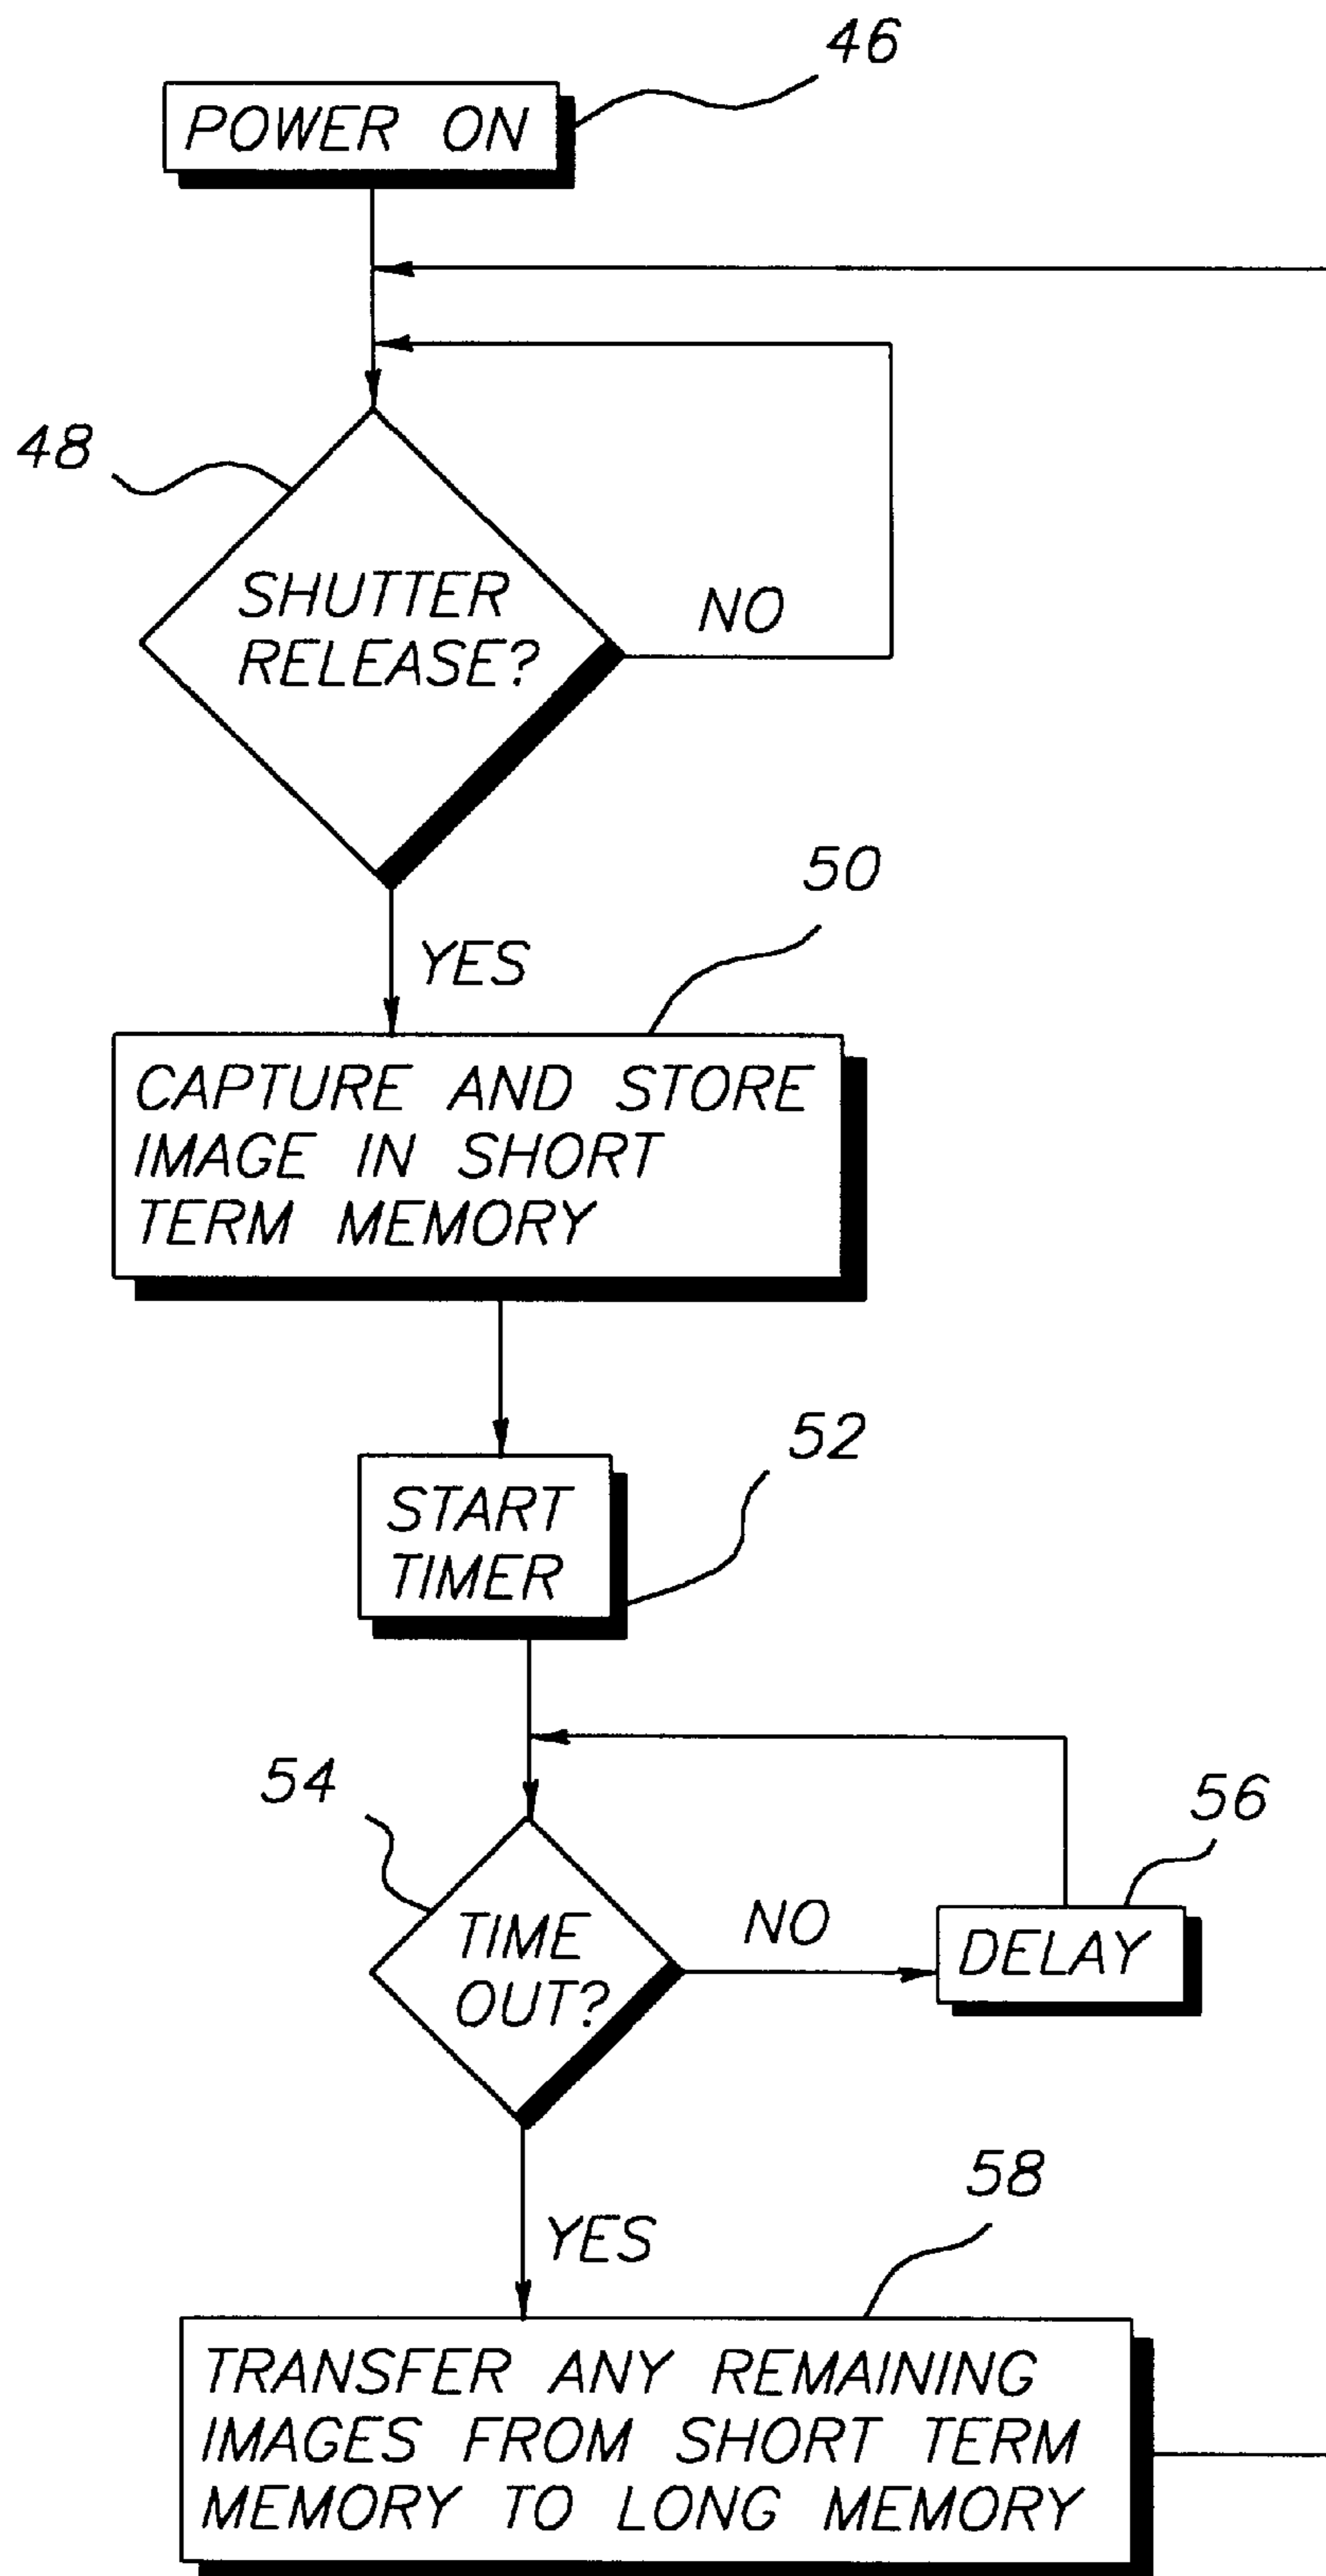 46
POWER ON
48
SHUTTER
RELEASE?
NO
YES
50
CAPTURE AND STORE
IMAGE IN SHORT
TERM MEMORY
52
START
TIMER
54
TIME
OUT?
NO
56
DELAY
YES
58
TRANSFER ANY REMAINING
IMAGES FROM SHORT TERM
MEMORY TO LONG MEMORY